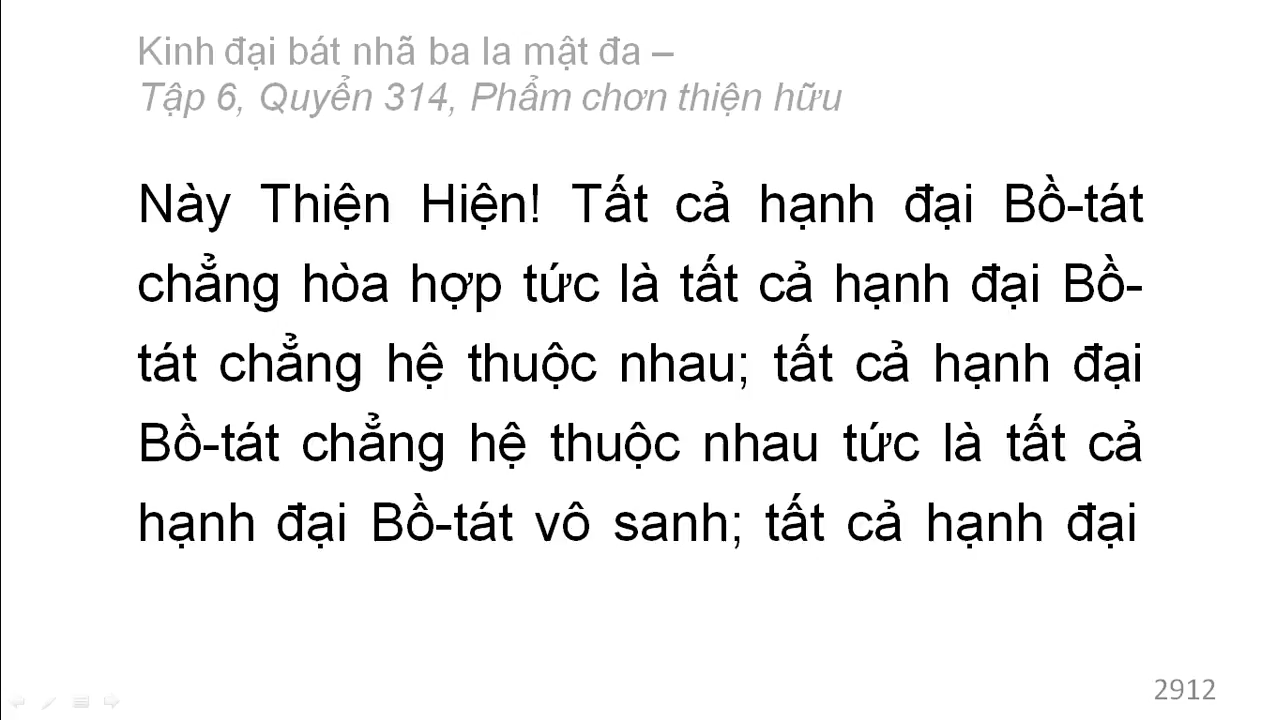 Kinh đại bát nhã ba la mật đa –
Tập 6, Quyển 314, Phẩm chơn thiện hữu
Này Thiện Hiện! Tất cả hạnh đại Bồ-tát
chẳng hòa hợp tức là tất cả hạnh đại Bồ-
tát chẳng hệ thuộc nhau; tất cả hạnh đại
Bồ-tát chẳng hệ thuộc nhau tức là tất cả
hạnh đại Bồ-tát vô sanh; tất cả hạnh đại
2912